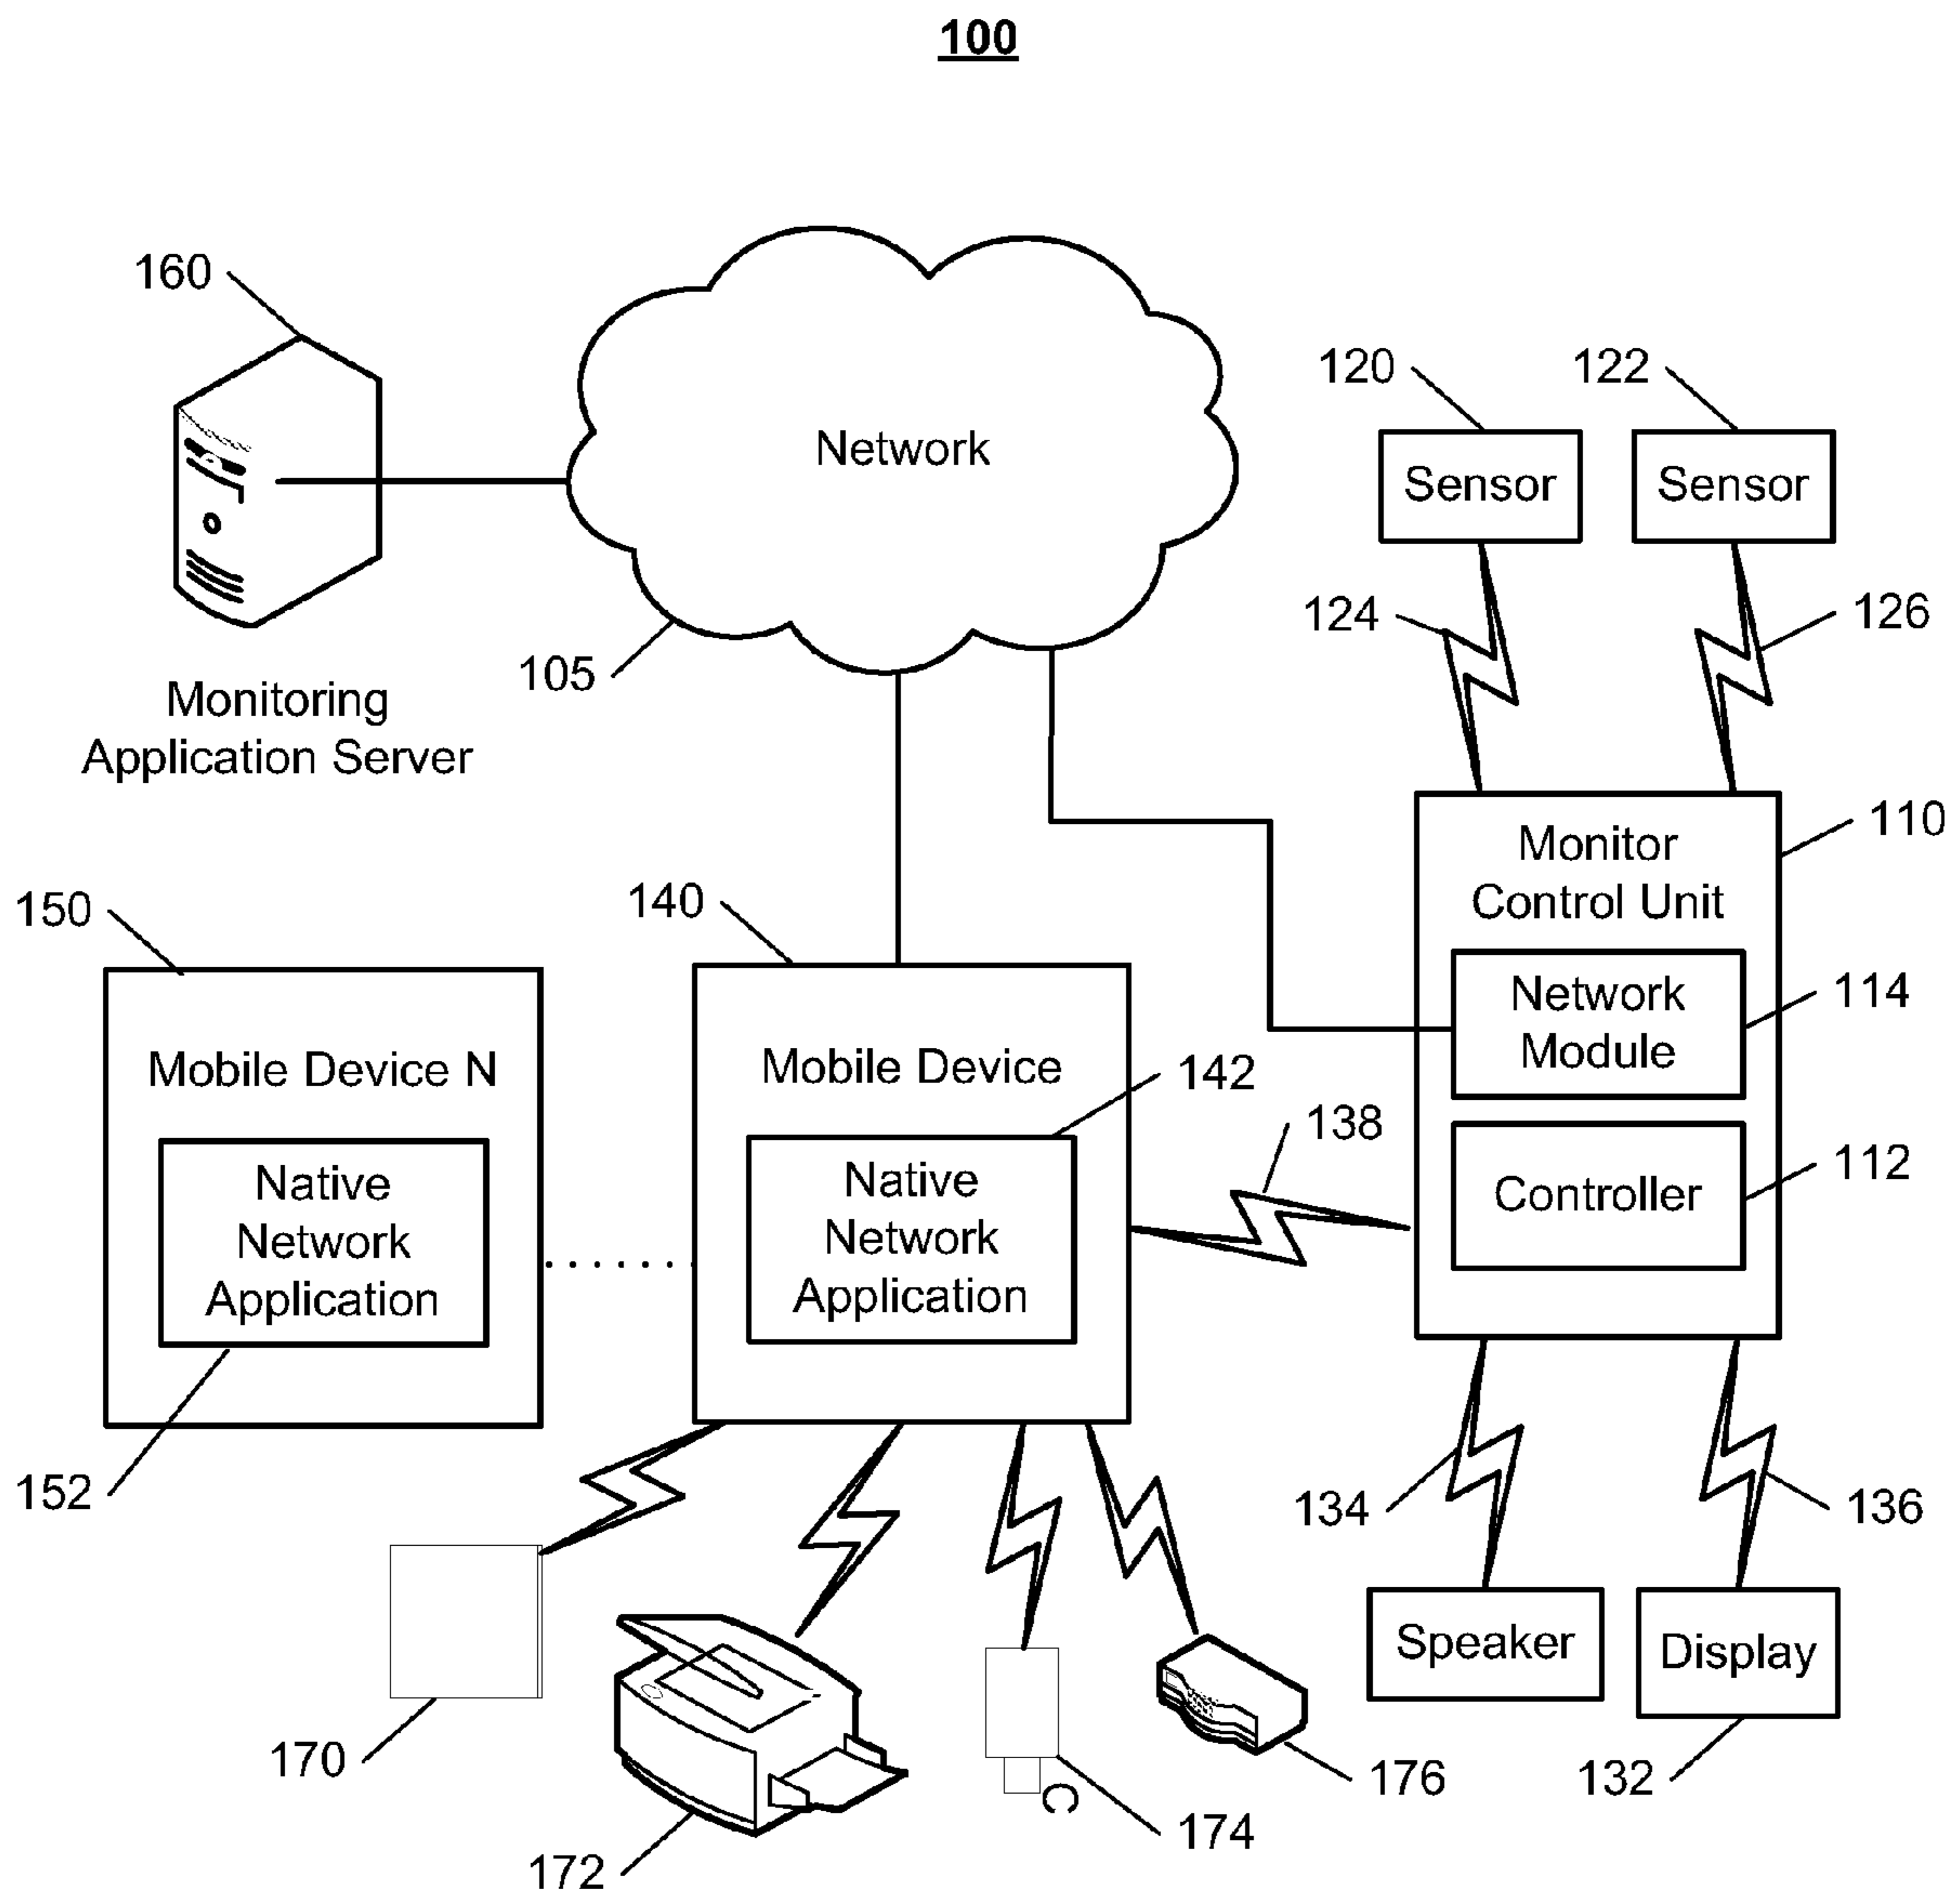 100
160
Network
120
122
Sensor
Sensor
124
126
105
Monitoring
Application Server
110
Monitor
Control Unit
150
140
Network
Module
114
Mobile Device N
Mobile Device
142
138
112
Controller
Native
Network
Application
Native
Network
Application
152
134
136
Speaker
Display
170
C
176
132
174
172